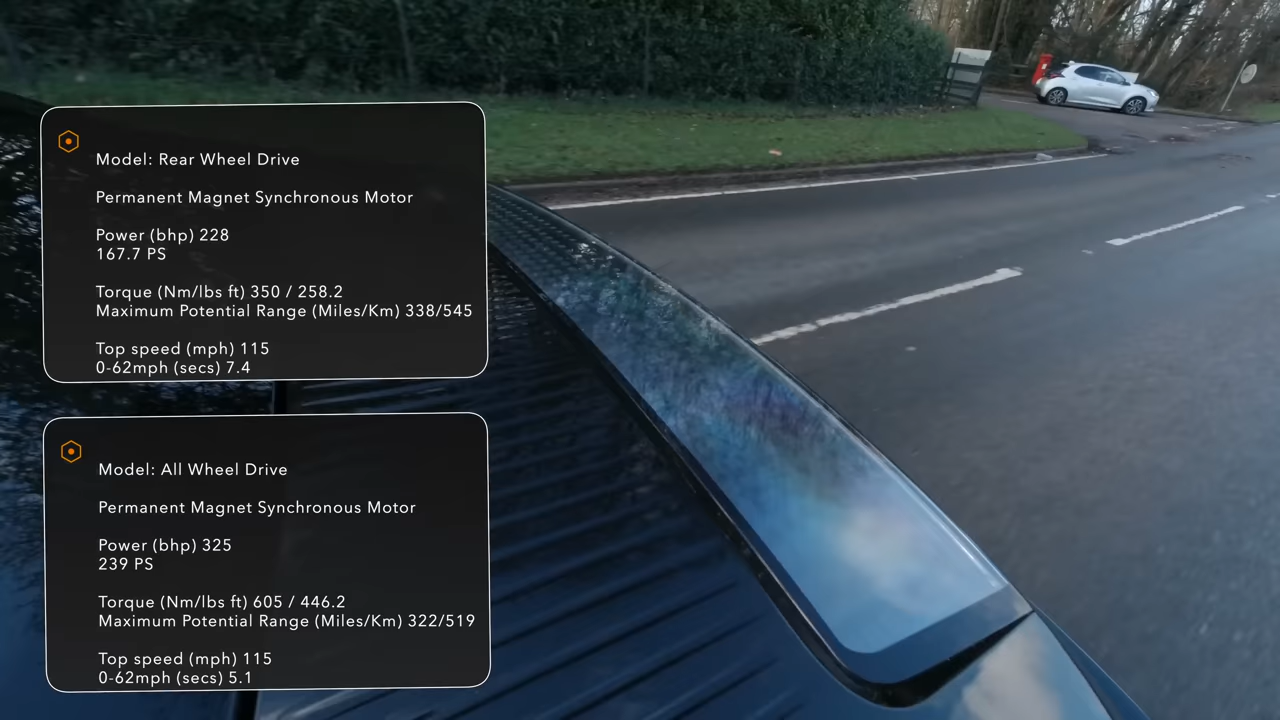 Model: Rear Wheel Drive
Permanent Magnet Synchronous Motor
Power (bhp) 228
167.7 PS
Torque (Nm/lbs ft) 350 / 258.2
Maximum Potential Range (Miles/Km) 338/545
Top speed (mph) 115
0-62mph (secs) 7.4
Model: All Wheel Drive
Permanent Magnet Synchronous Motor
Power (bhp) 325
239 PS
Torque (Nm/lbs ft) 605 / 446.2
Maximum Potential Range (Miles/Km) 322/519
Top speed (mph) 115
0-62mph (secs) 5.1